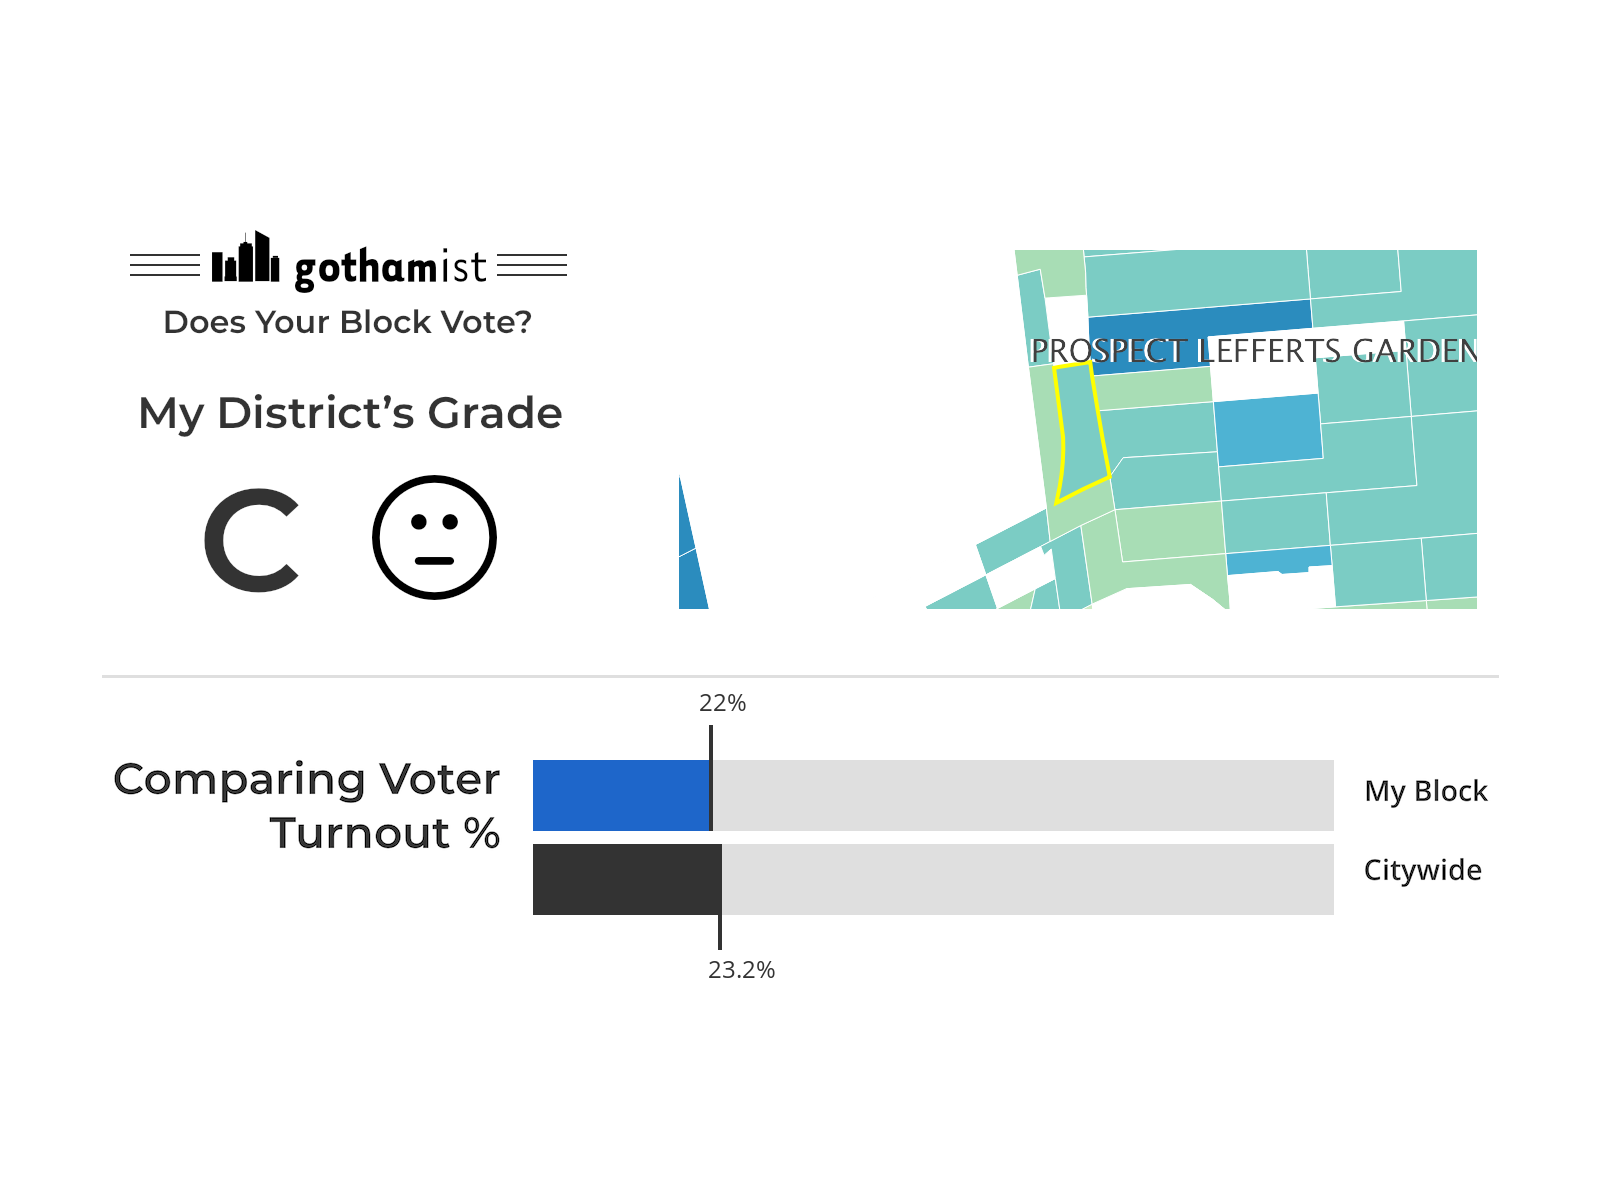 gothamist
Does Your Block Vote?
My District’s Grade
C
PROSPECT LEFFERTS GARDEN
22%
Comparing Voter
Turnout %
My Block
Citywide
23.2%